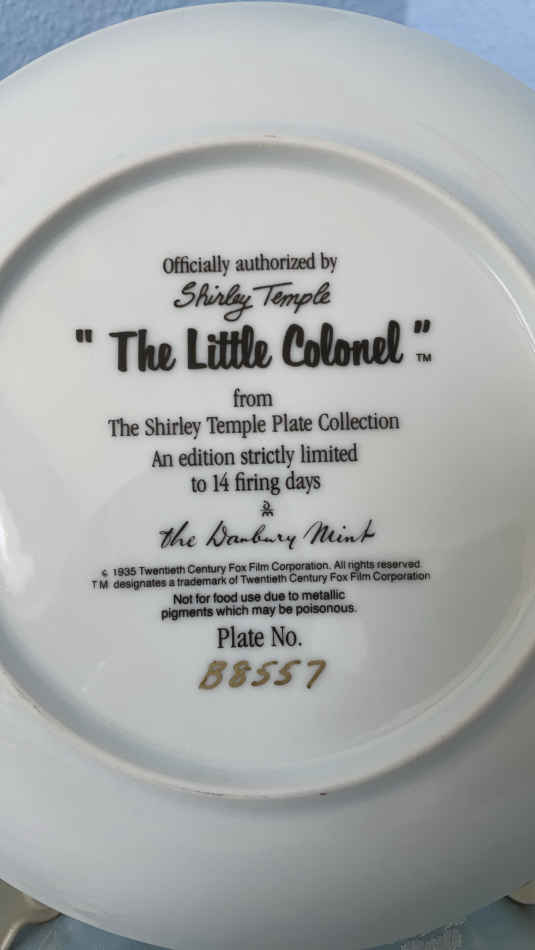 Officially authorized by
Shirley Temple
" The Little Colonel " ™
from
The Shirley Temple Plate Collection
An edition strictly limited
to 14 firing days
the Danbury Mint
© 1935 Twentieth Century Fox Film Corporation. All rights reserved
TM designates a trademark of Twentieth Century Fox Film Corporation
Not for food use due to metallic
pigments which may be poisonous.
Plate No.
B8557